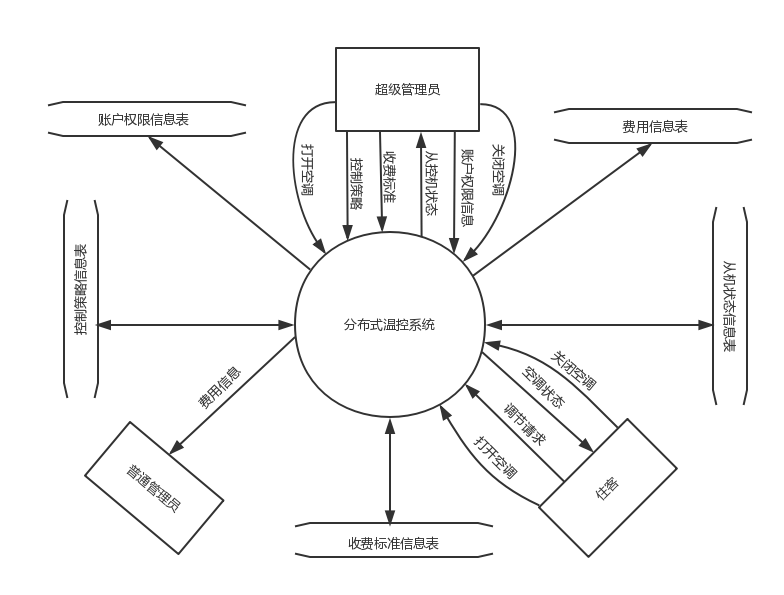 超级管理员
账户权限信息表
费用信息表
打开空调
控制策略
收费标准
从控机状态
账户权限信息
关闭空调
控制策略信息表
分布式温控系统
从机状态信息表
费用信息
关闭空调
空调状态
调节请求
打开空调
普通管理员
住客
收费标准信息表